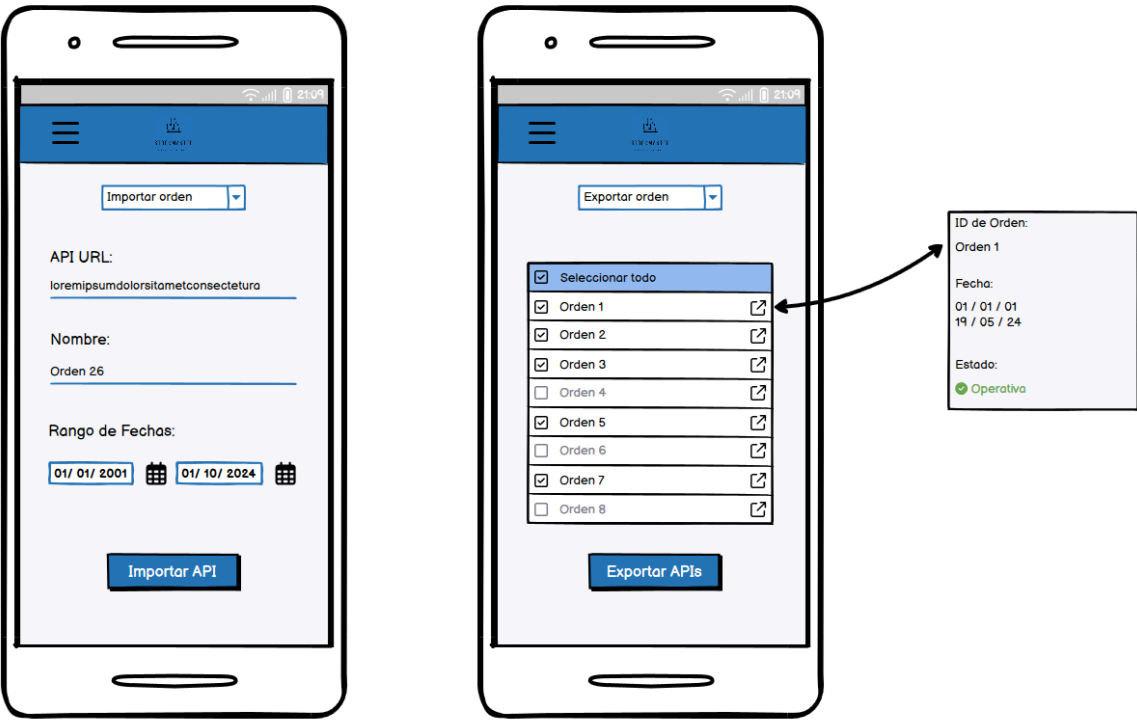 21:09
Importar orden
API URL:
loremipsumdolorsitametconsectetura
Nombre:
Orden 26
Rango de Fechas:
01/ 01/ 2001
01/ 10/ 2024
Importar API
21:09
Exportar orden
Seleccionar todo
Orden 1
Orden 2
Orden 3
Orden 4
Orden 5
Orden 6
Orden 7
Orden 8
Exportar APIs
ID de Orden:
Orden 1
Fecha:
01 / 01 / 01
19 / 05 / 24
Estado:
Operativa